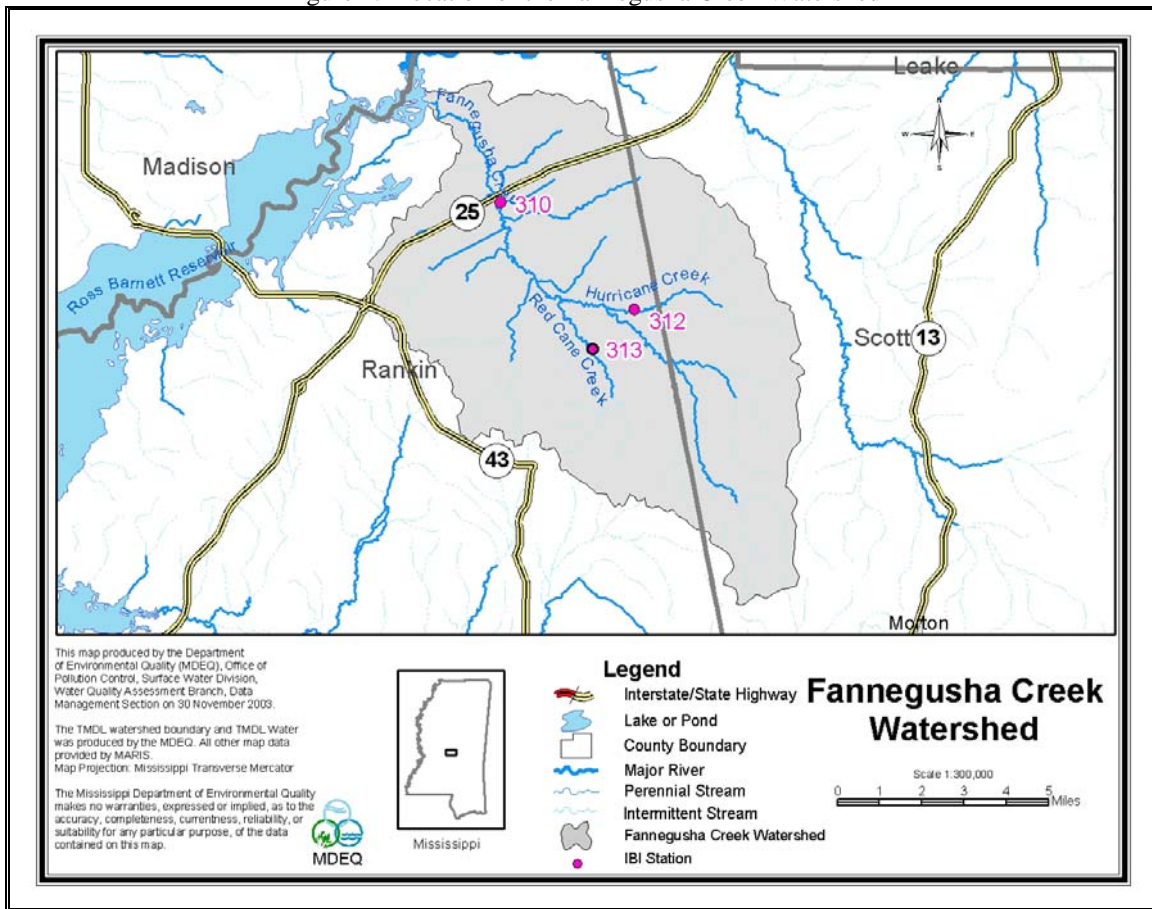 Leake
N
W E
S
Madison
Fannegusha Cr
25
310
Ross Barnett Reservoir
Hurricane Creek
312
Red Cane Creek
313
Scott
13
Rankin
43
Morton
This map produced by the Department
of Environmental Quality (MDEQ), Office of
Pollution Control, Surface Water Division,
Water Quality Assessment Branch, Data
Management Section on 30 November 2003.
The TMDL watershed boundary and TMDL Water
was produced by the MDEQ. All other map data
provided by MARIS.
Map Projection: Mississippi Transverse Mercator
The Mississippi Department of Environmental Quality
makes no warranties, expressed or implied, as to the
accuracy, completeness, currentness, reliability, or
suitability for any particular purpose, of the data
contained on this map.
MDEQ
Mississippi
Legend
Interstate/State Highway
Lake or Pond
County Boundary
Major River
Perennial Stream
Intermittent Stream
Fannegusha Creek Watershed
IBI Station
Fannegusha Creek
Watershed
Scale 1:300,000
0 1 2 3 4 5
Miles